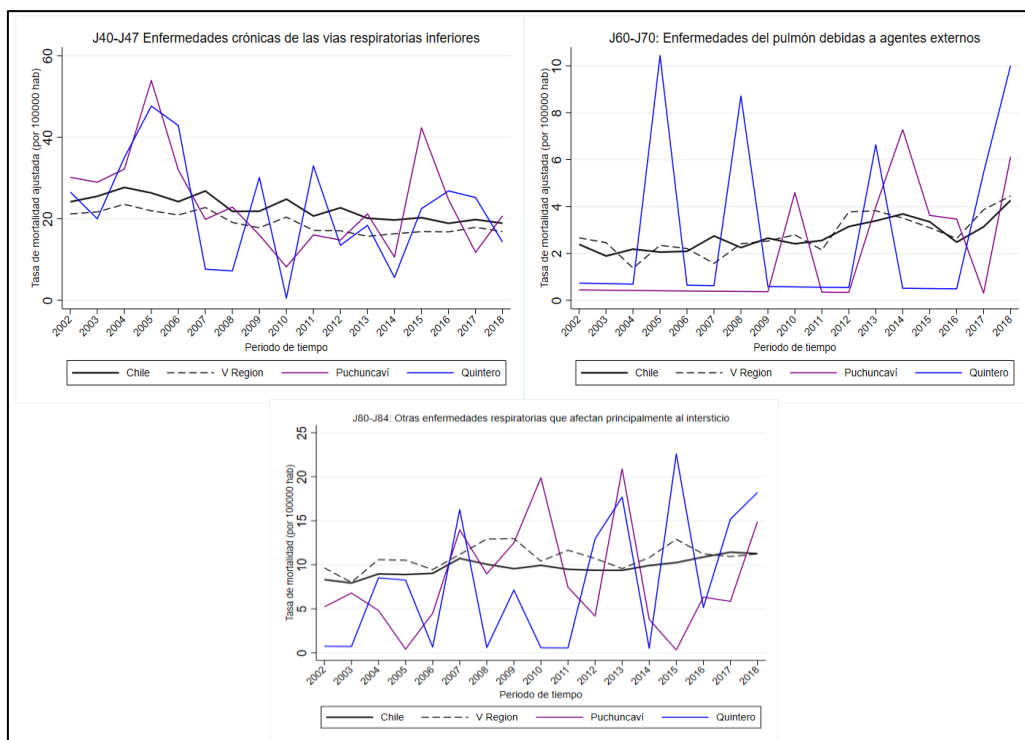 J40-J47 Enfermedades crónicas de las vias respiratorias inferiores
Tasa de mortalidad ajustada (por 100000 hab)
60
40
20
0
2002 2003 2004 2005 2006 2007 2008 2009 2010 2011 2012 2013 2014 2015 2016 2017 2018
Periodo de tiempo
Chile V Region Puchuncaví Quintero
J60-J70: Enfermedades del pulmón debidas a agentes externos
Tasa de mortalidad ajustada (por 100000 hab)
10
8
6
4
2
0
2002 2003 2004 2005 2006 2007 2008 2009 2010 2011 2012 2013 2014 2015 2016 2017 2018
Periodo de tiempo
Chile V Region Puchuncaví Quintero
J80-J84: Otras enfermedades respiratorias que afectan principalmente al intersticio
Tasa de mortalidad (por 100000 hab)
25
20
15
10
5
0
2002 2003 2004 2005 2006 2007 2008 2009 2010 2011 2012 2013 2014 2015 2016 2017 2018
Periodo de tiempo
Chile V Region Puchuncaví Quintero